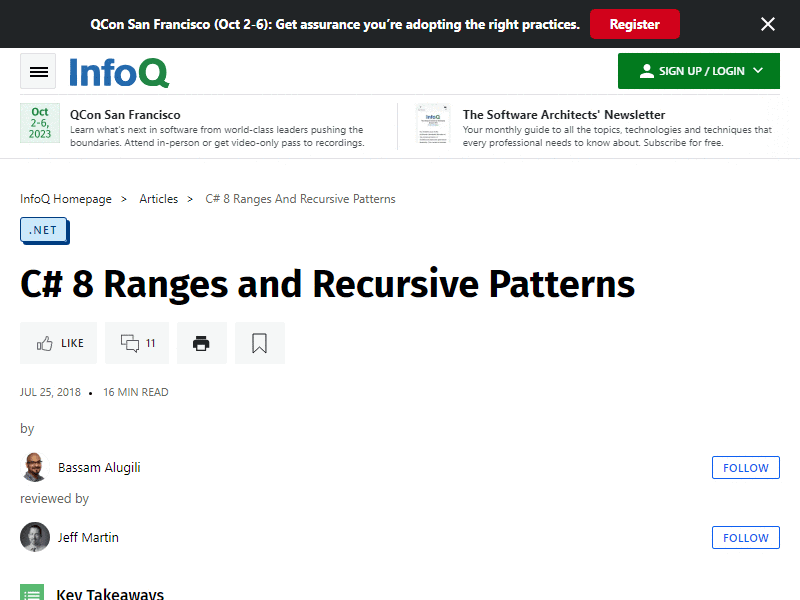 QCon San Francisco (Oct 2-6): Get assurance you're adopting the right practices.
Register
InfoQ
SIGN UP / LOGIN
Oct
2-6,
2023
QCon San Francisco
Learn what's next in software from world-class leaders pushing the
boundaries. Attend in-person or get video-only pass to recordings.
The Software Architects' Newsletter
Your monthly guide to all the topics, technologies and techniques that
every professional needs to know about. Subscribe for free.
InfoQ Homepage > Articles > C# 8 Ranges And Recursive Patterns
.NET
C# 8 Ranges and Recursive Patterns
LIKE
11
JUL 25, 2018 • 16 MIN READ
by
Bassam Alugili
FOLLOW
reviewed by
Jeff Martin
FOLLOW
Key Takeaways